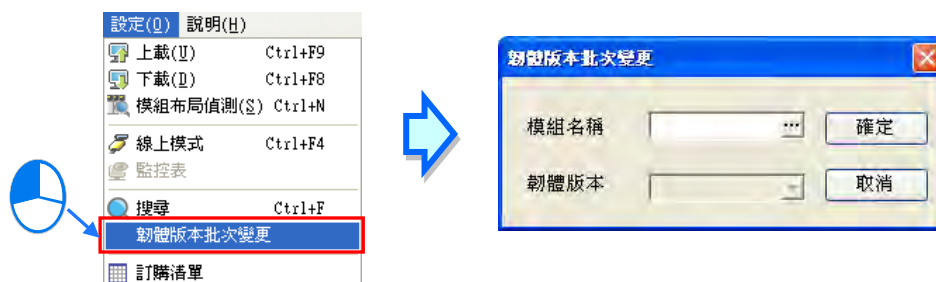 設定(O) 說明(H)
上載(U) Ctrl+F9
下載(D) Ctrl+F8
模組布局偵測(S) Ctrl+N
線上模式 Ctrl+F4
監控表
搜尋 Ctrl+F
韌體版本批次變更
訂購清單
韌體版本批次變更
模組名稱 ... 確定
韌體版本 取消